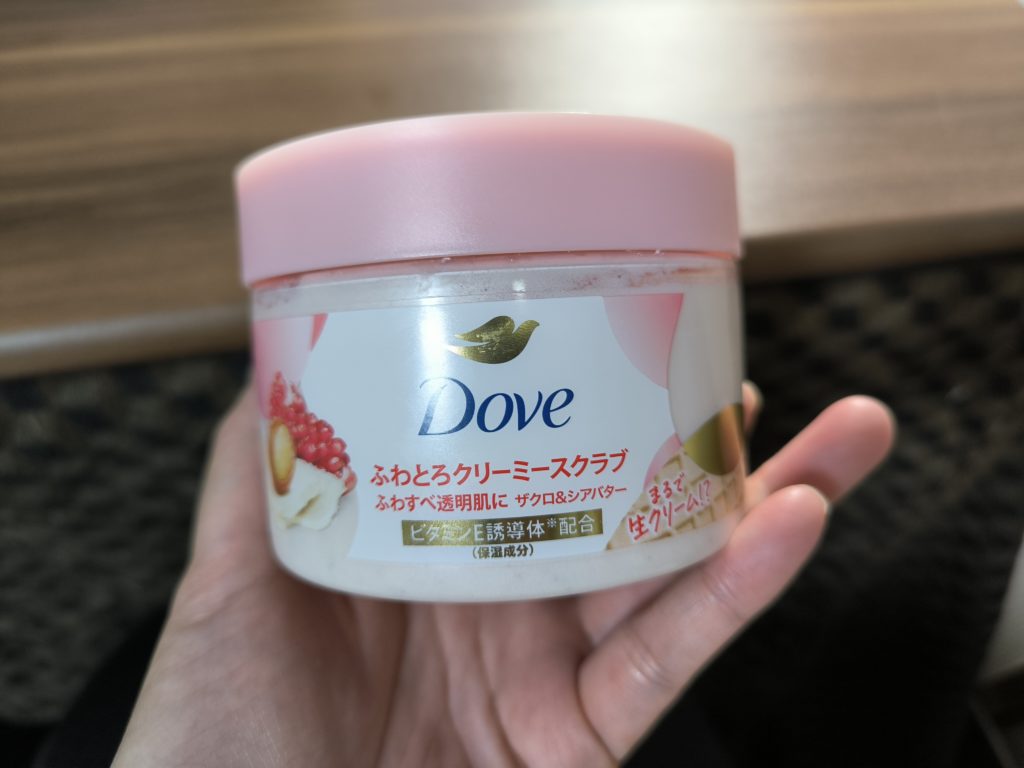 Dove
ふわとろクリーミースクラブ
ふわすべ透明肌に ザクロ&シアバター
ビタミンE誘導体※配合
(保湿成分)
まるで
生クリーム!?